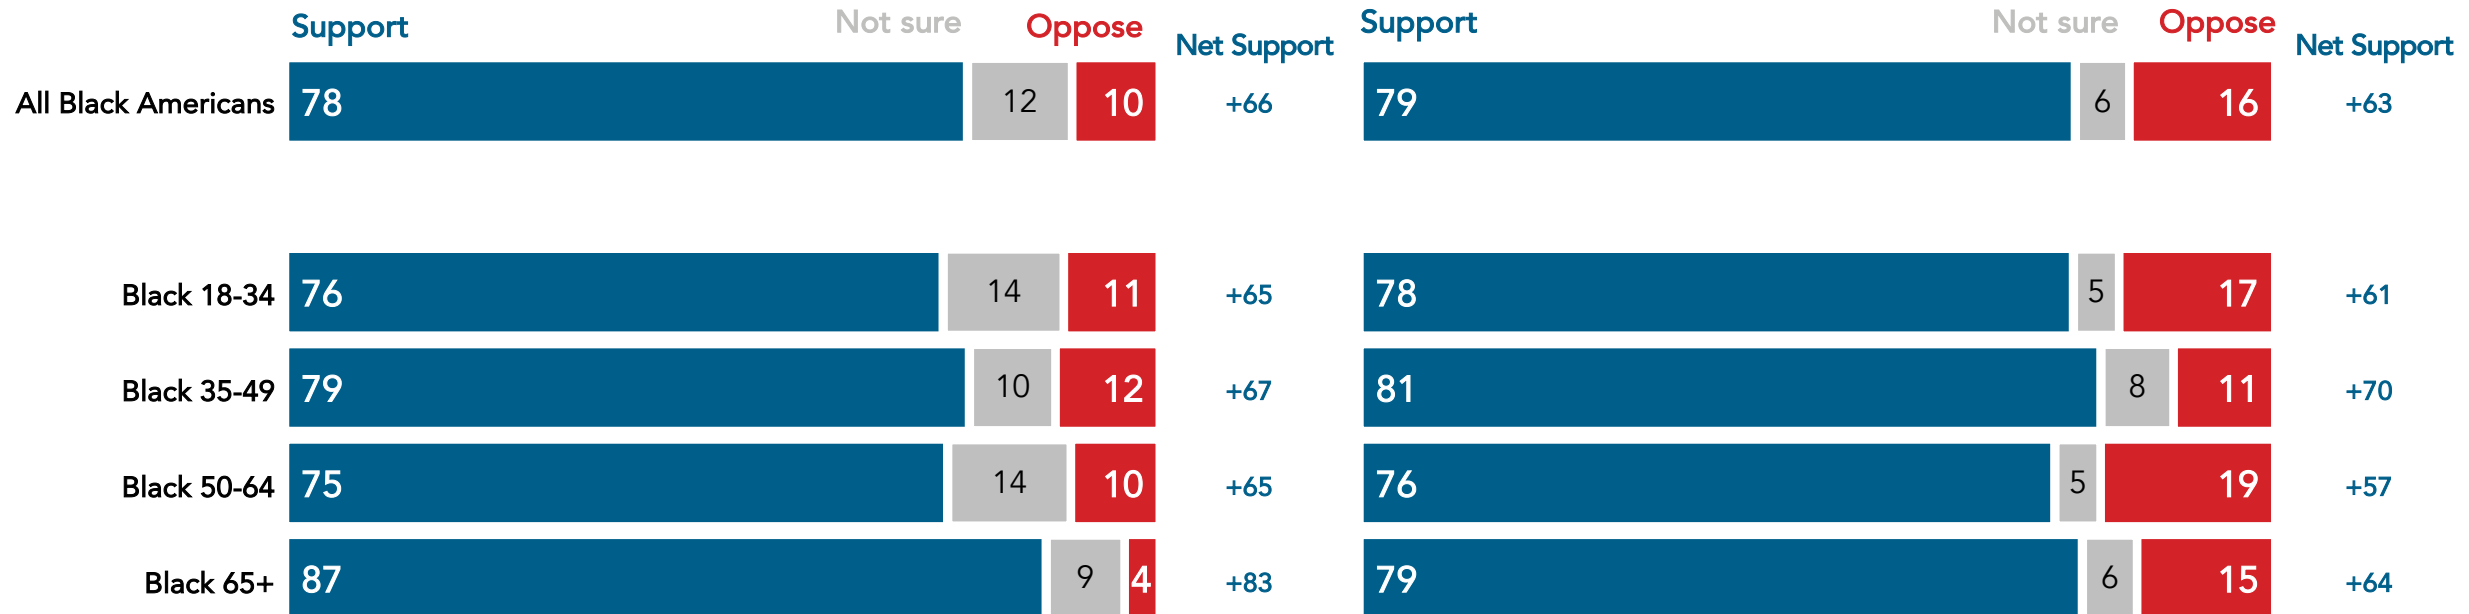 Support Not sure Oppose Net Support Support Not sure Oppose Net Support
All Black Americans 78 12 10 +66 79 6 16 +63
Black 18-34 76 14 11 +65 78 5 17 +61
Black 35-49 79 10 12 +67 81 8 11 +70
Black 50-64 75 14 10 +65 76 5 19 +57
Black 65+ 87 9 4 +83 79 6 15 +64